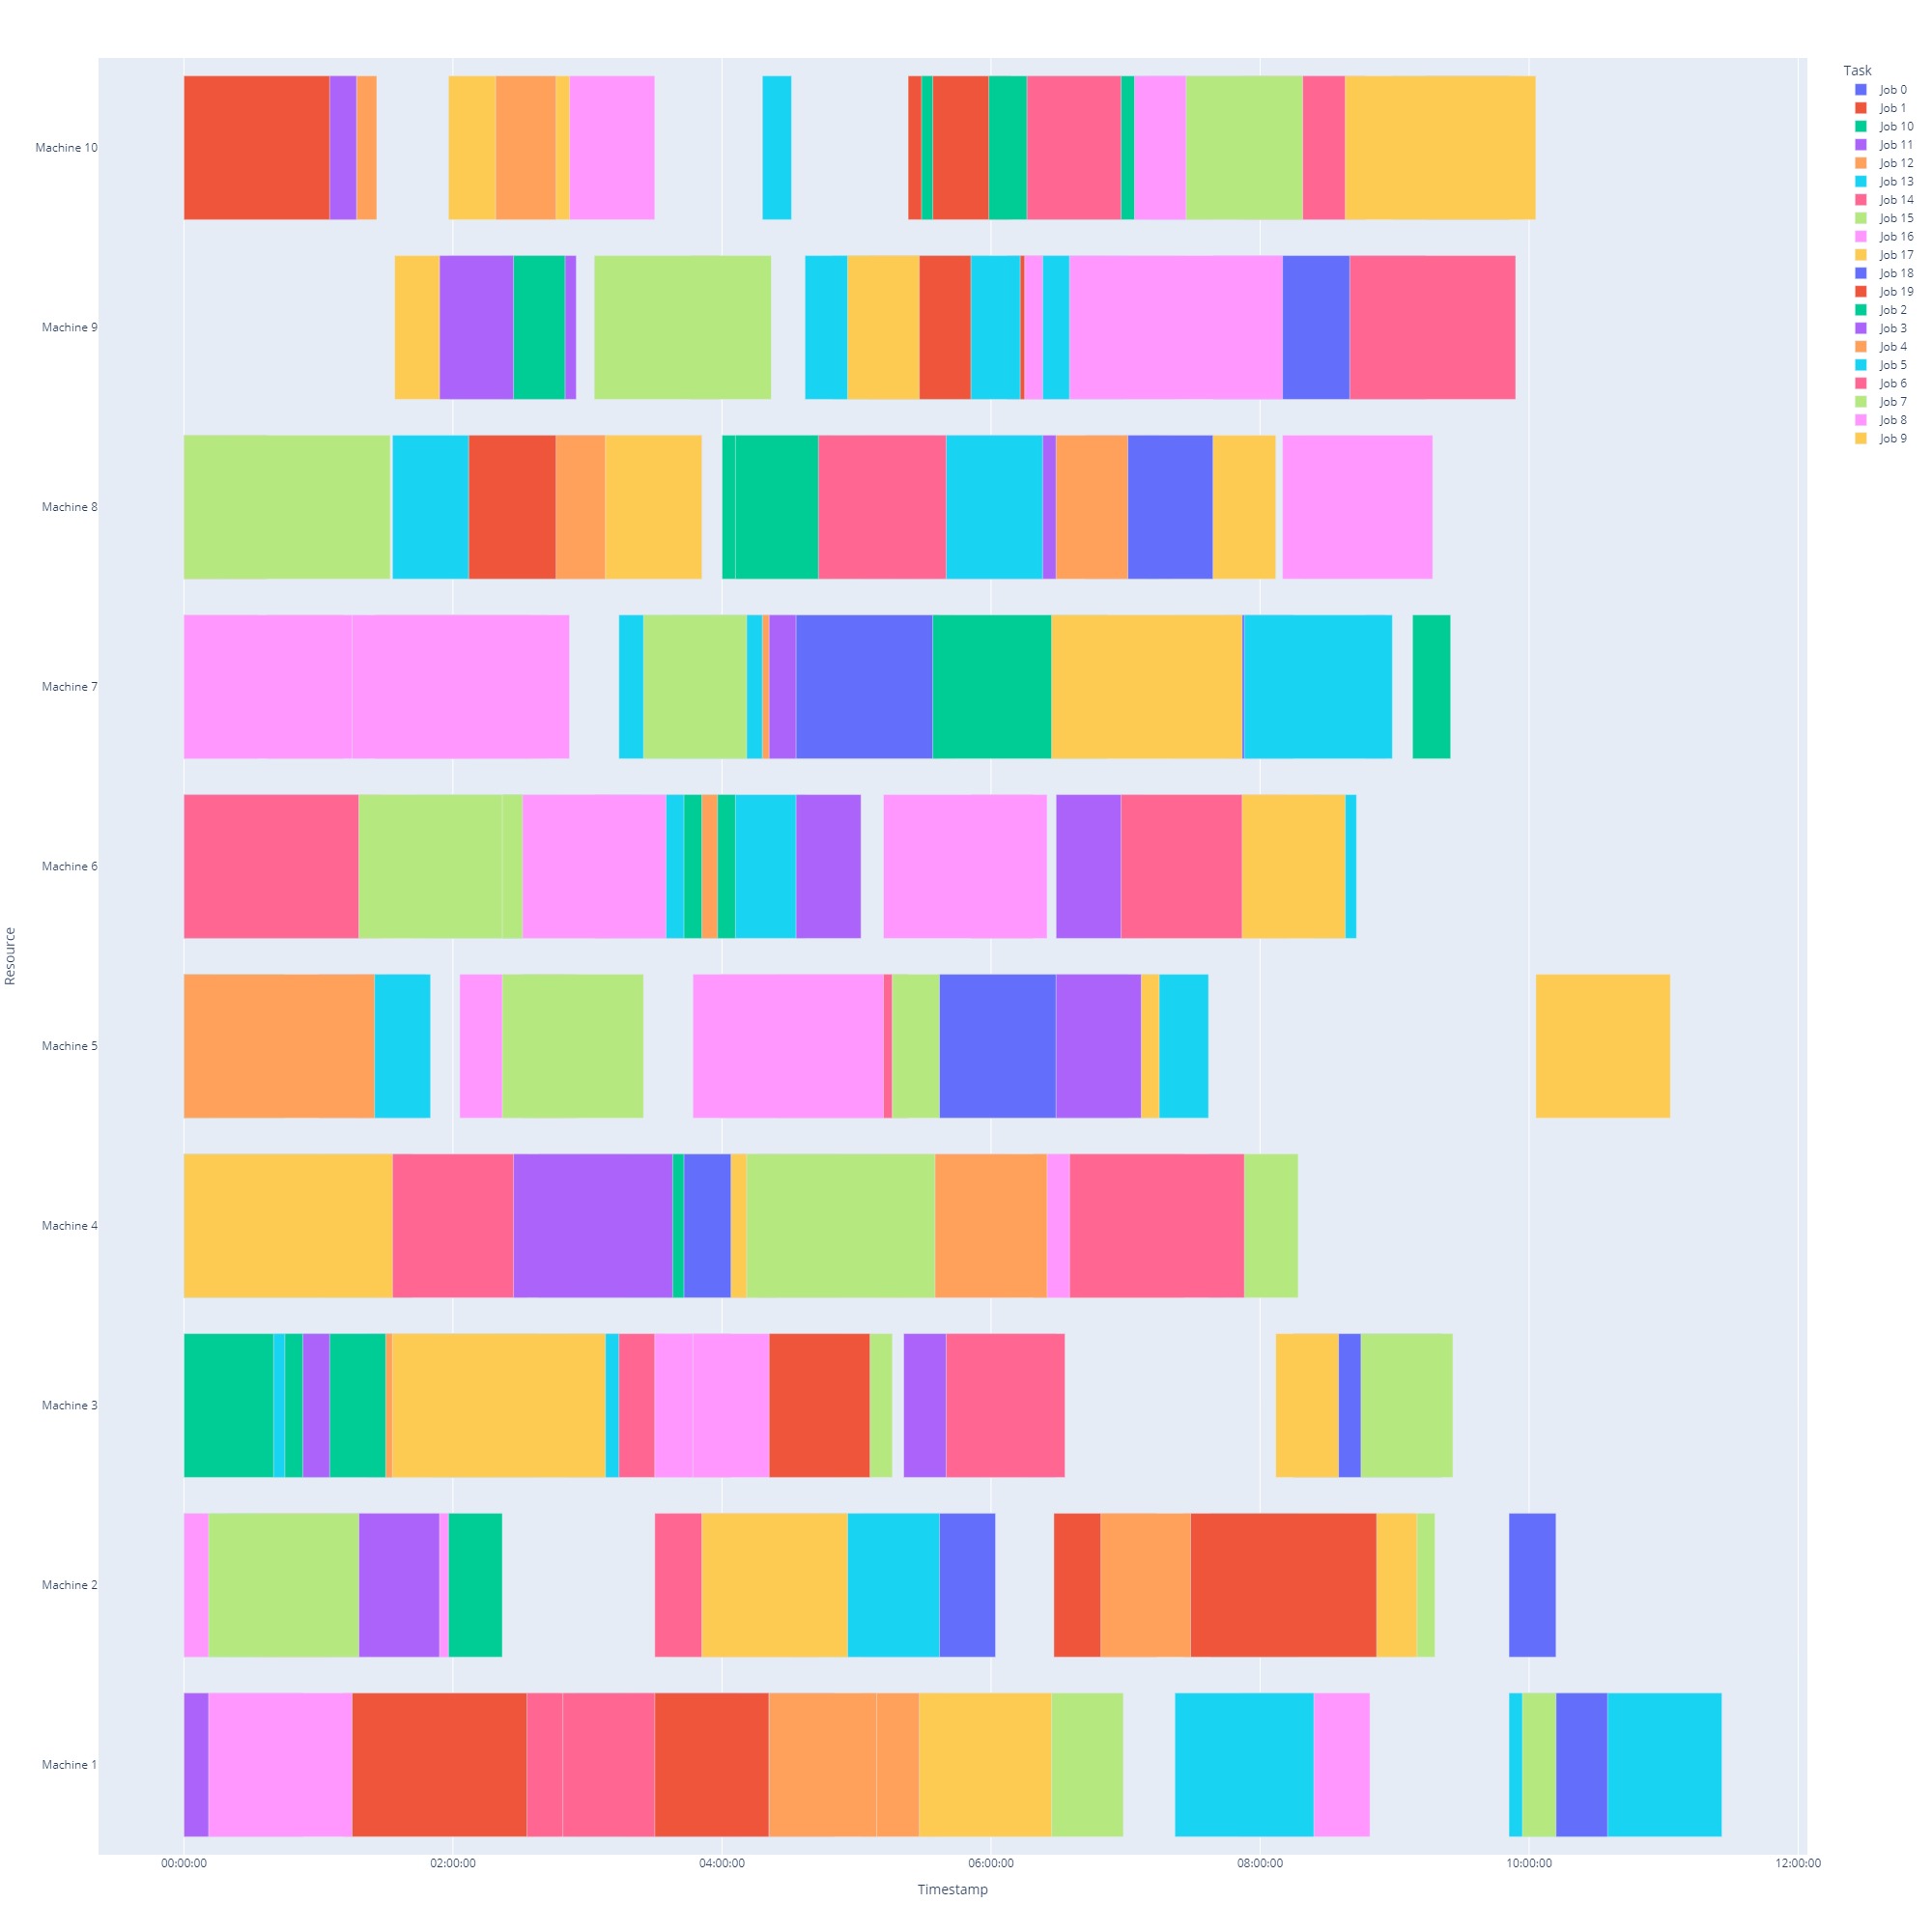 Task
Job 0
Job 1
Job 10
Job 11
Job 12
Job 13
Job 14
Job 15
Job 16
Job 17
Job 18
Job 19
Job 2
Job 3
Job 4
Job 5
Job 6
Job 7
Job 8
Job 9
Resource
Machine 10
Machine 9
Machine 8
Machine 7
Machine 6
Machine 5
Machine 4
Machine 3
Machine 2
Machine 1
00:00:00 02:00:00 04:00:00 06:00:00 08:00:00 10:00:00 12:00:00
Timestamp